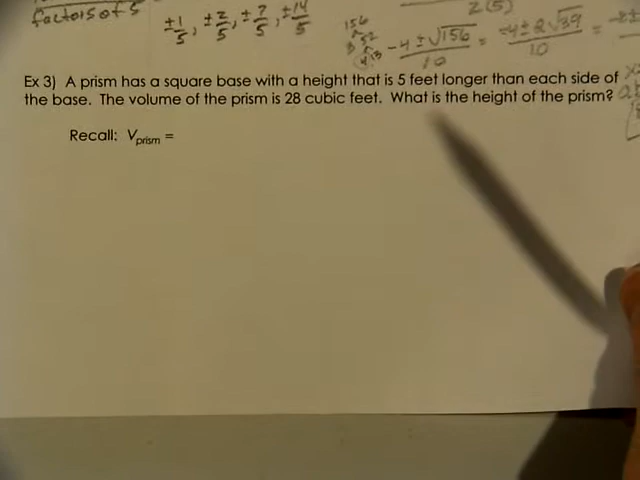 2(5)
factors of 5
±1/5, ±2/5, ±7/5, ±14/5
156
-4 ± √156 / 10 = -4 ± 2√39 / 10 =
Ex 3) A prism has a square base with a height that is 5 feet longer than each side of
the base. The volume of the prism is 28 cubic feet. What is the height of the prism?
Recall: Vprism =